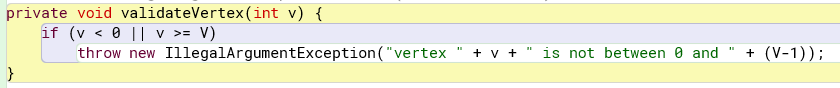 private void validateVertex(int v) {
if (v < 0 || v >= V)
throw new IllegalArgumentException("vertex " + v + " is not between 0 and " + (V-1));
}